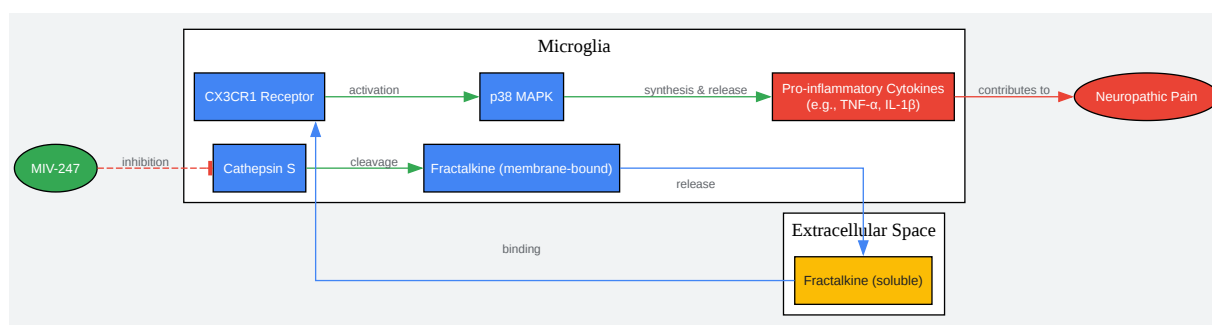 Microglia
CX3CR1 Receptor
activation
p38 MAPK
synthesis & release
Pro-inflammatory Cytokines
(e.g., TNF-α, IL-1β)
contributes to
Neuropathic Pain
MIV-247
inhibition
Cathepsin S
cleavage
Fractalkine (membrane-bound)
release
Extracellular Space
binding
Fractalkine (soluble)